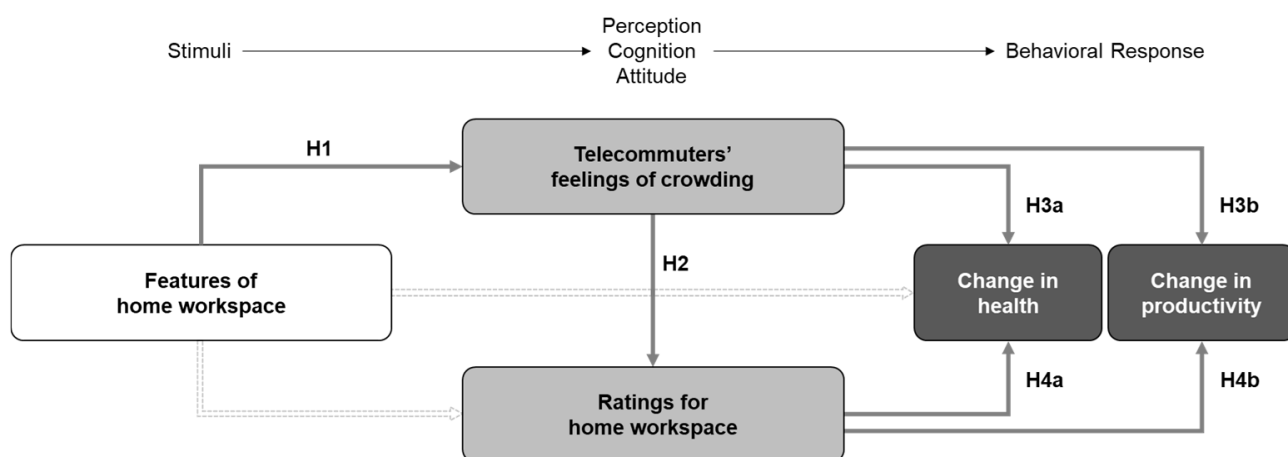 Stimuli
Perception
Cognition
Attitude
Behavioral Response
H1
Telecommuters’
feelings of crowding
H3a
H3b
Features of
home workspace
H2
Change in
health
Change in
productivity
Ratings for
home workspace
H4a
H4b